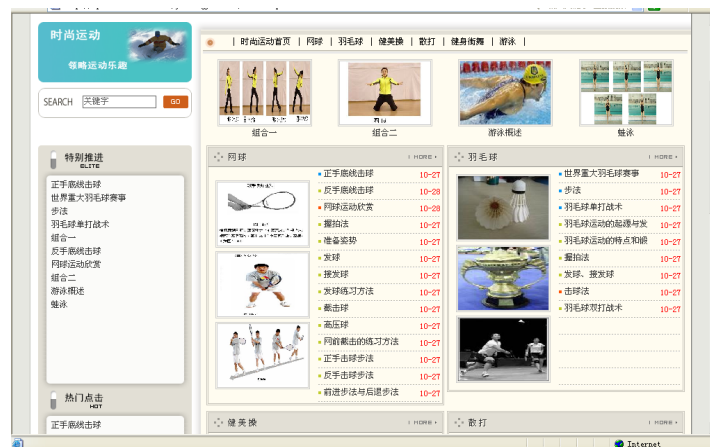 时尚运动
领略运动乐趣
SEARCH 关键字 GO
| 时尚运动首页 | 网球 | 羽毛球 | 健美操 | 散打 | 健身街舞 | 游泳 |
组合一 组合二 游泳概述 蛙泳
特别推进
ELITE
正手底线击球
世界重大羽毛球赛事
步法
羽毛球单打战术
组合一
反手底线击球
网球运动欣赏
组合二
游泳概述
蛙泳
热门点击
HOT
正手底线击球
网球 MORE
正手底线击球 10-27
反手底线击球 10-28
网球运动欣赏 10-28
握拍法 10-27
准备姿势 10-27
发球 10-27
接发球 10-27
发球练习方法 10-27
截击球 10-27
高压球 10-27
网前截击的练习方法 10-27
正手击球步法 10-27
反手击球步法 10-27
前进步法与后退步法 10-27
羽毛球 MORE
世界重大羽毛球赛事 10-27
步法 10-27
羽毛球单打战术 10-27
羽毛球运动的起源与发 10-27
羽毛球运动的特点和锻 10-27
握拍法 10-27
发球、接发球 10-27
击球法 10-27
羽毛球双打战术 10-27
健美操 MORE
散打 MORE
Internet